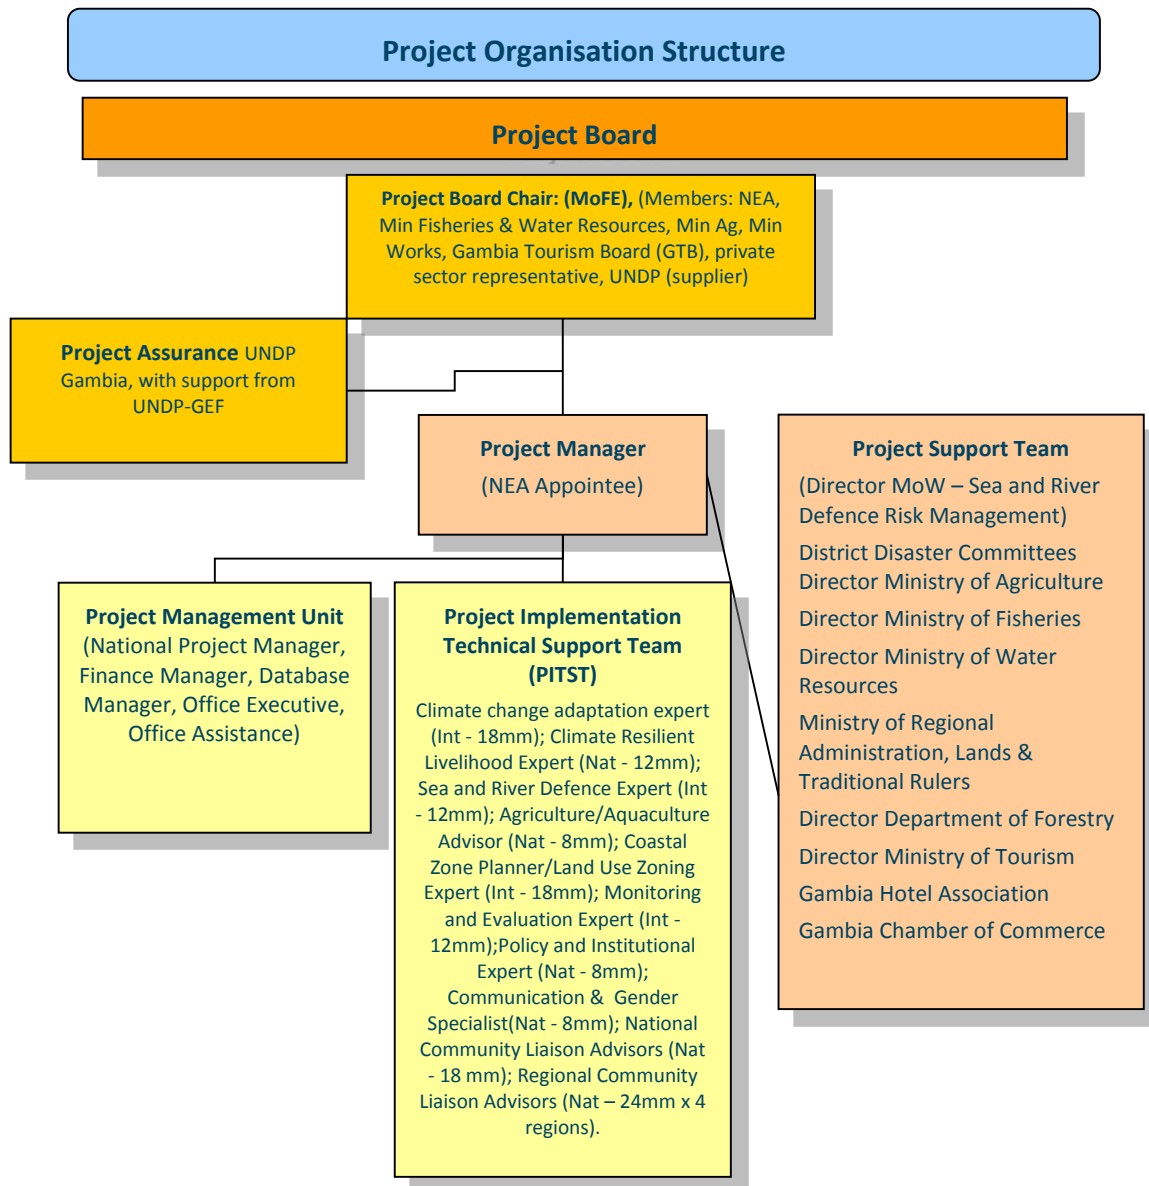 Project Organisation Structure
Project Board
Project Board Chair: (MoFE), (Members: NEA,
Min Fisheries & Water Resources, Min Ag, Min
Works, Gambia Tourism Board (GTB), private
sector representative, UNDP (supplier)
Project Assurance UNDP
Gambia, with support from
UNDP-GEF
Project Manager
(NEA Appointee)
Project Support Team
(Director MoW – Sea and River
Defence Risk Management)
District Disaster Committees
Director Ministry of Agriculture
Director Ministry of Fisheries
Director Ministry of Water
Resources
Ministry of Regional
Administration, Lands &
Traditional Rulers
Director Department of Forestry
Director Ministry of Tourism
Gambia Hotel Association
Gambia Chamber of Commerce
Project Management Unit
(National Project Manager,
Finance Manager, Database
Manager, Office Executive,
Office Assistance)
Project Implementation
Technical Support Team
(PITST)
Climate change adaptation expert
(Int - 18mm); Climate Resilient
Livelihood Expert (Nat - 12mm);
Sea and River Defence Expert (Int
- 12mm); Agriculture/Aquaculture
Advisor (Nat - 8mm); Coastal
Zone Planner/Land Use Zoning
Expert (Int - 18mm); Monitoring
and Evaluation Expert (Int -
12mm);Policy and Institutional
Expert (Nat - 8mm);
Communication & Gender
Specialist(Nat - 8mm); National
Community Liaison Advisors (Nat
- 18 mm); Regional Community
Liaison Advisors (Nat – 24mm x 4
regions).